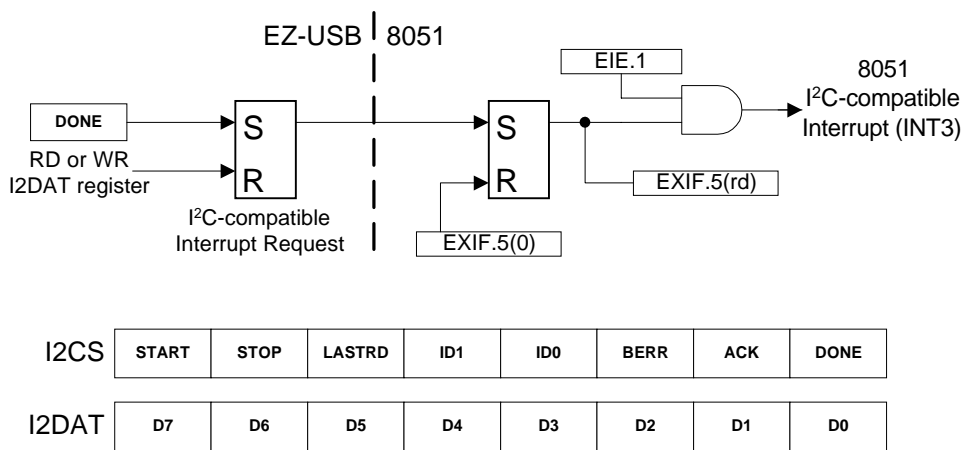 EZ-USB 8051
EIE.1
8051
I²C-compatible
Interrupt (INT3)
DONE
S
R
RD or WR
I2DAT register
I²C-compatible
Interrupt Request
S
R
EXIF.5(rd)
EXIF.5(0)
I2CS START STOP LASTRD ID1 ID0 BERR ACK DONE
I2DAT D7 D6 D5 D4 D3 D2 D1 D0